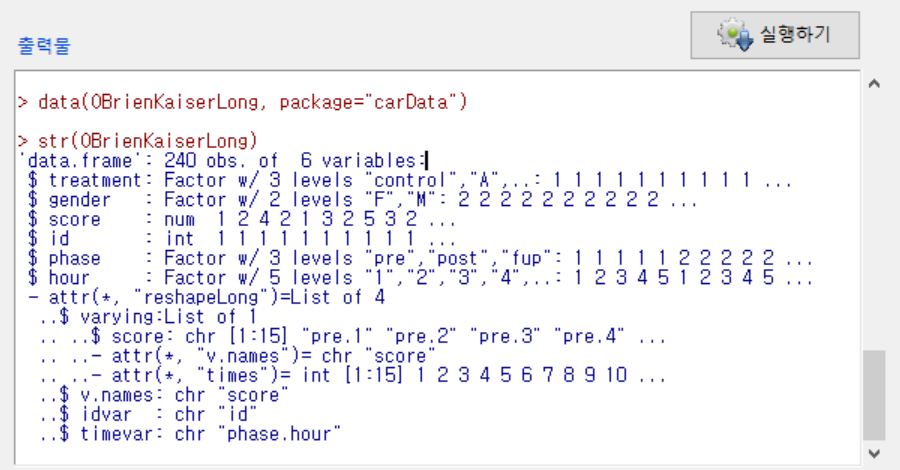 실행하기
출력물
> data(OBrienKaiserLong, package="carData")
> str(OBrienKaiserLong)
'data.frame': 240 obs. of  6 variables:
 $ treatment: Factor w/ 3 levels "control","A",..: 1 1 1 1 1 1 1 1 1 1 ...
 $ gender   : Factor w/ 2 levels "F","M": 2 2 2 2 2 2 2 2 2 2 ...
 $ score    : num  1 2 4 2 1 3 2 5 3 2 ...
 $ id       : int  1 1 1 1 1 1 1 1 1 1 ...
 $ phase    : Factor w/ 3 levels "pre","post","fup": 1 1 1 1 1 2 2 2 2 2 ...
 $ hour     : Factor w/ 5 levels "1","2","3","4",..: 1 2 3 4 5 1 2 3 4 5 ...
 - attr(*, "reshapeLong")=List of 4
  ..$ varying:List of 1
  .. ..$ score: chr [1:15] "pre.1" "pre.2" "pre.3" "pre.4" ...
  .. ..- attr(*, "v.names")= chr "score"
  .. ..- attr(*, "times")= int [1:15] 1 2 3 4 5 6 7 8 9 10 ...
  ..$ v.names: chr "score"
  ..$ idvar  : chr "id"
  ..$ timevar: chr "phase.hour"